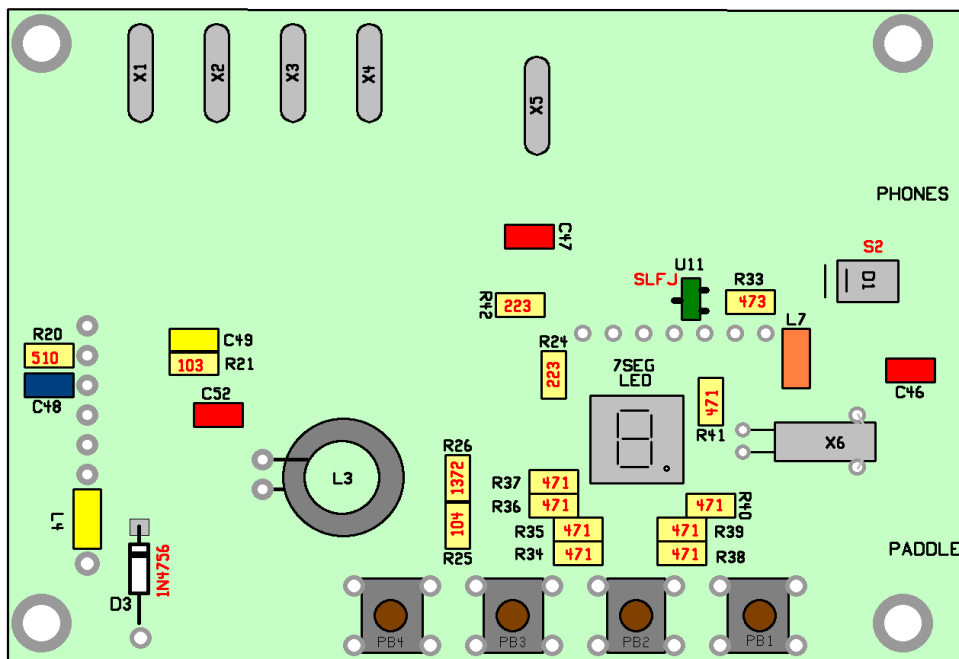 X1
X2
X3
X4
X5
PHONES
C47
S2
D1
U11
SLFJ
R33
473
R42
223
L7
R20
510
C48
C49
103
R21
C52
R24
223
7SEG
LED
471
R41
C46
X6
L3
R26
1372
104
R25
R37
471
R36
471
R35
471
R34
471
471
R40
471
R39
471
R38
L4
D3
1N4756
PADDLE
PB4
PB3
PB2
PB1